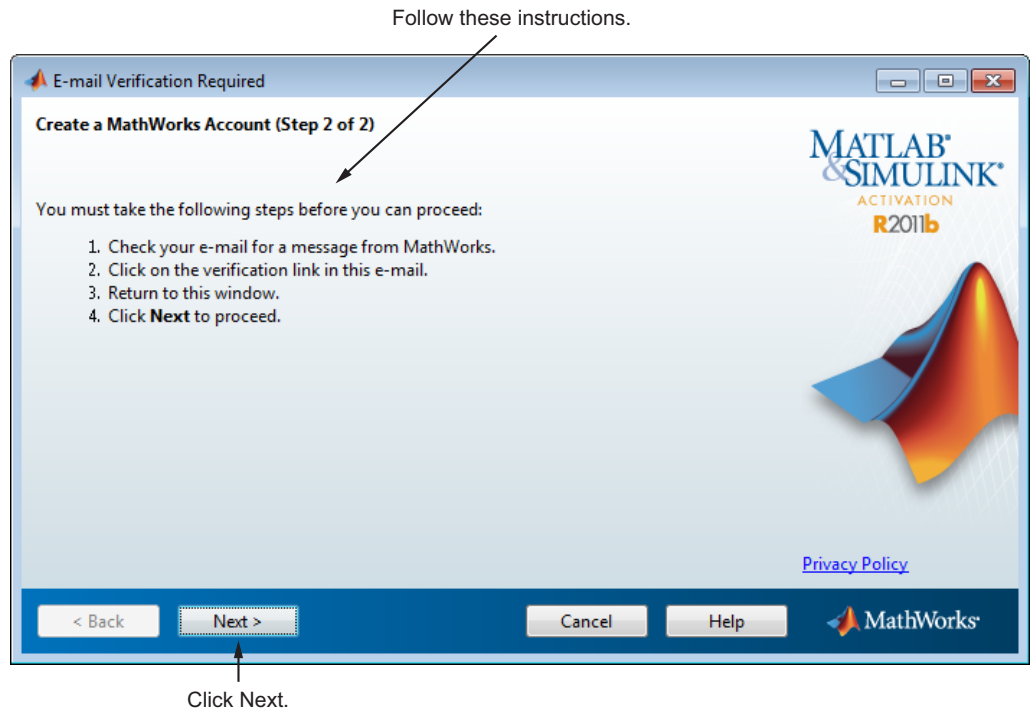 Follow these instructions.
E-mail Verification Required
Create a MathWorks Account (Step 2 of 2)
MATLAB®
&SIMULINK®
ACTIVATION
R2011b
You must take the following steps before you can proceed:
1. Check your e-mail for a message from MathWorks.
2. Click on the verification link in this e-mail.
3. Return to this window.
4. Click Next to proceed.
Privacy Policy
< Back
Next >
Cancel
Help
MathWorks®
Click Next.